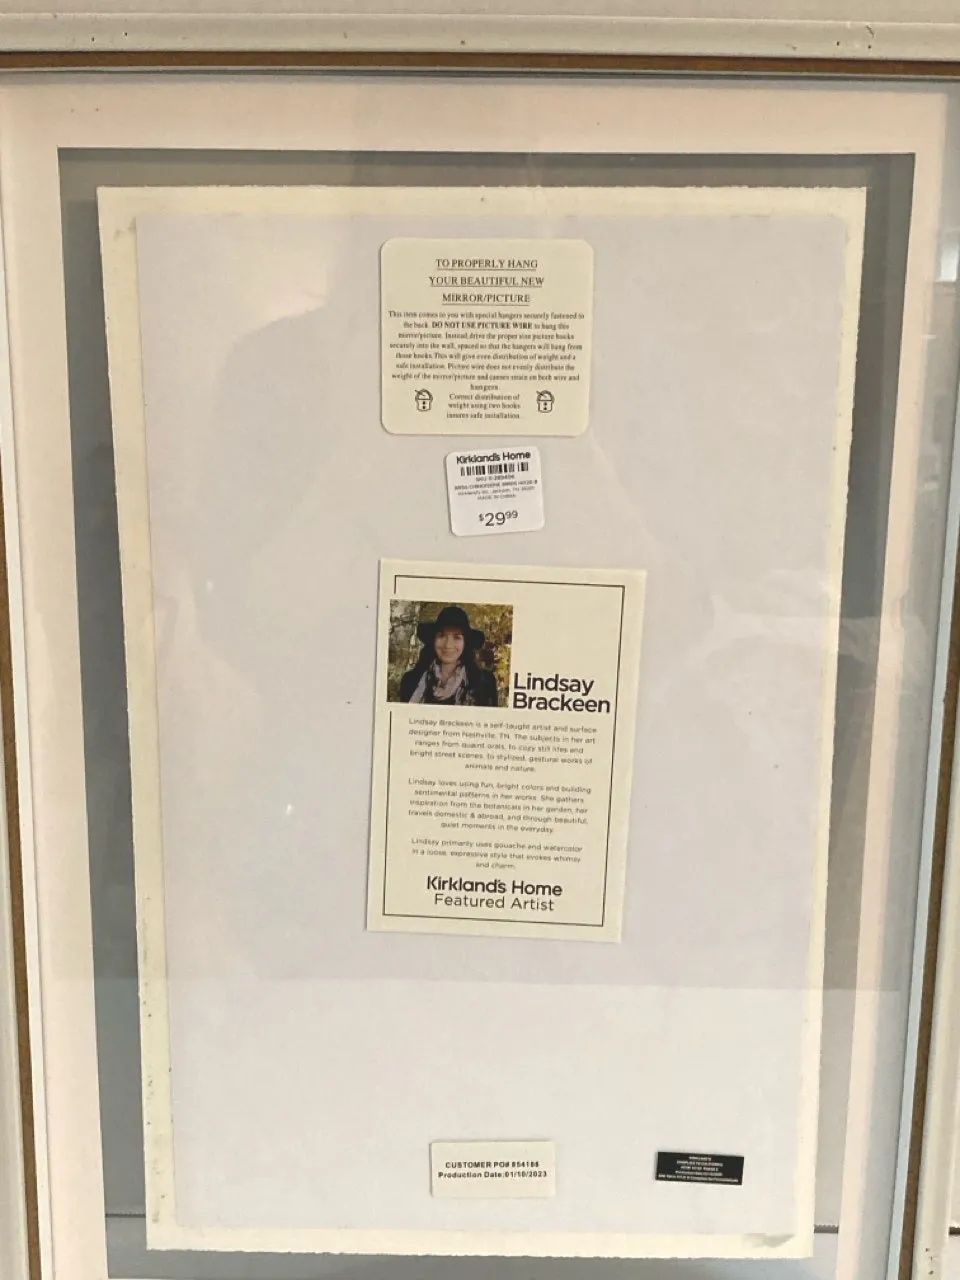 TO PROPERLY HANG
YOUR BEAUTIFUL NEW
MIRROR/PICTURE
This item comes to you with special hangers securely fastened to
the back. DO NOT USE PICTURE WIRE to hang this
mirror/picture. Instead, drive the proper size picture hooks
securely into the wall, spaced so that the hangers will hang from
those hooks. This will give even distribution of weight and a
safe installation. Picture wire does not evenly distribute the
weight of the mirror/picture and causes strain on both wire and
hangers.
Correct distribution of
weight using two hooks
insures safe installation.
Kirkland's Home
MADE IN CHINA
$29.99
Lindsay
Brackeen
Lindsay Brackeen is a self-taught artist and surface
designer from Nashville, TN. The subjects in her art
ranges from quaint orals, to cozy still lifes and
bright street scenes, to stylized, gestural works of
animals and nature.
Lindsay loves using fun, bright colors and building
sentimental patterns in her works. She gathers
inspiration from the botanicals in her garden, her
travels domestic & abroad, and through beautiful,
quiet moments in the everyday.
Lindsay primarily uses gouache and watercolor
in a loose, expressive style that evokes whimsy
and charm.
Kirkland's Home
Featured Artist
CUSTOMER PO# 854186
Production Date:01/10/2023